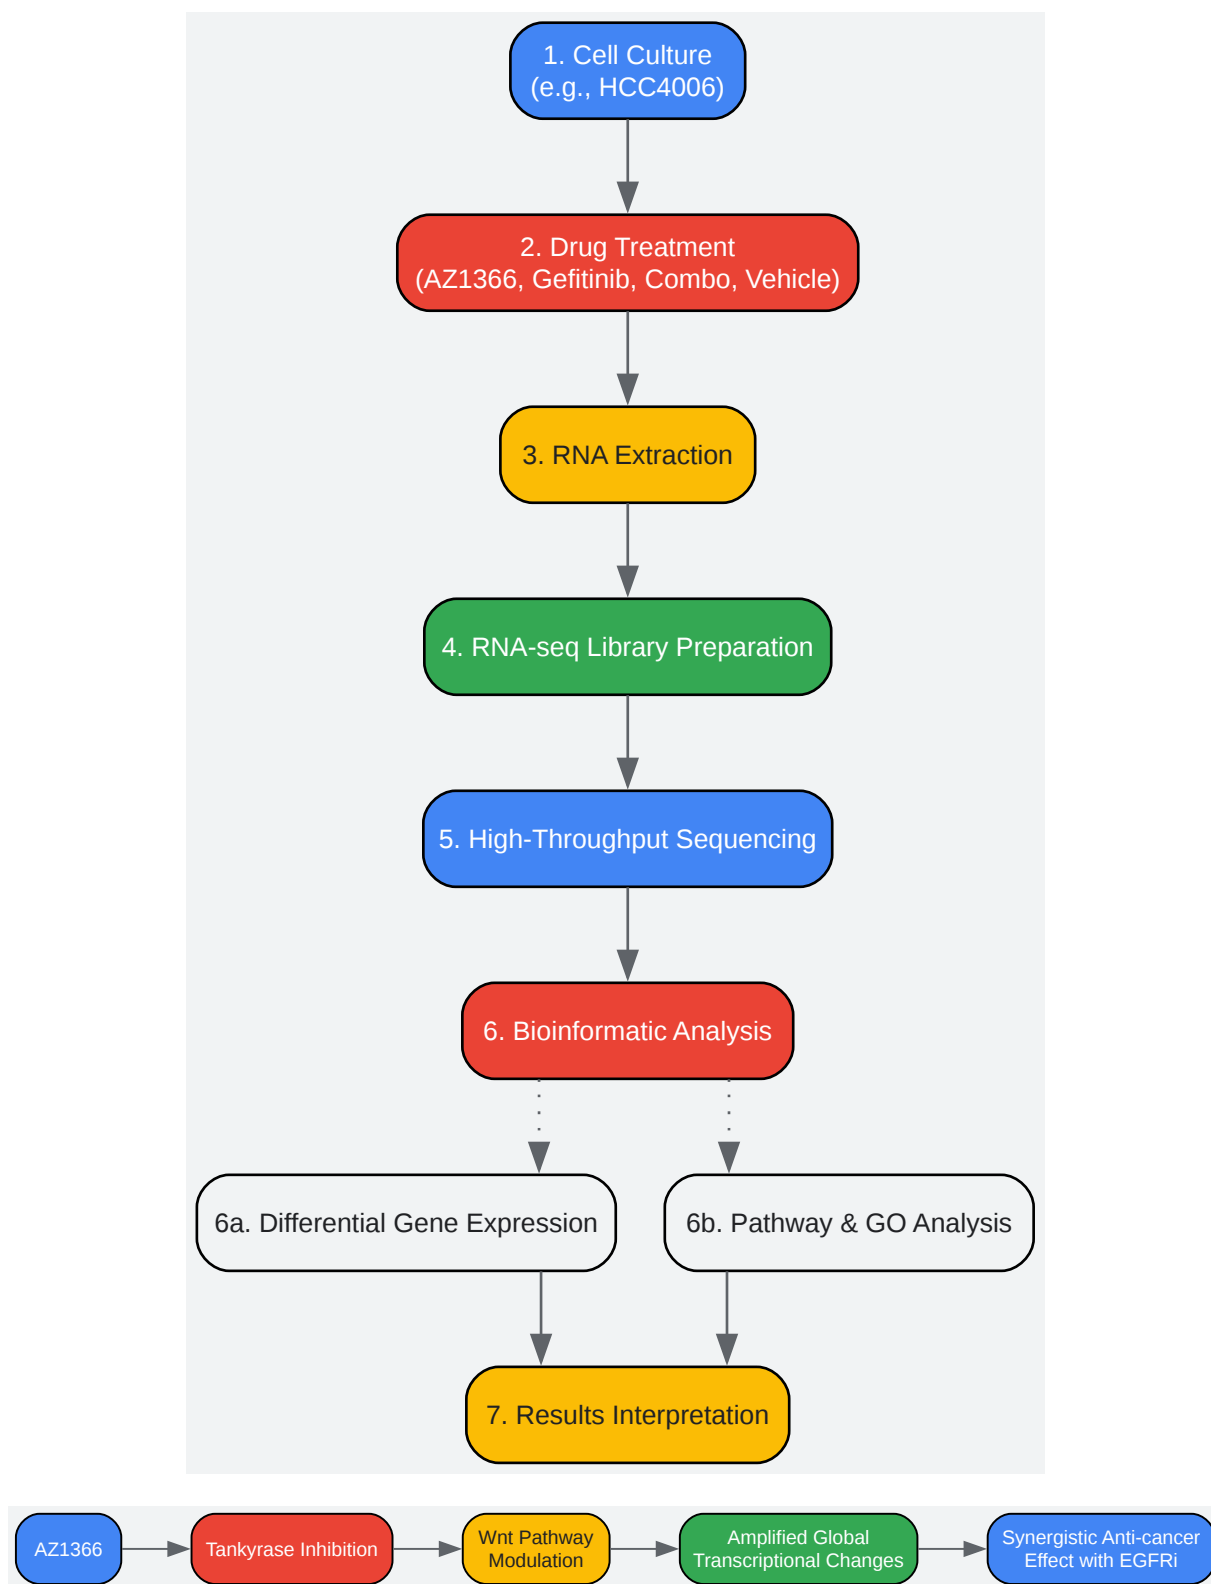 1. Cell Culture
(e.g., HCC4006)
2. Drug Treatment
(AZ1366, Gefitinib, Combo, Vehicle)
3. RNA Extraction
4. RNA-seq Library Preparation
5. High-Throughput Sequencing
6. Bioinformatic Analysis
6a. Differential Gene Expression
6b. Pathway & GO Analysis
7. Results Interpretation
AZ1366
Tankyrase Inhibition
Wnt Pathway
Modulation
Amplified Global
Transcriptional Changes
Synergistic Anti-cancer
Effect with EGFRi